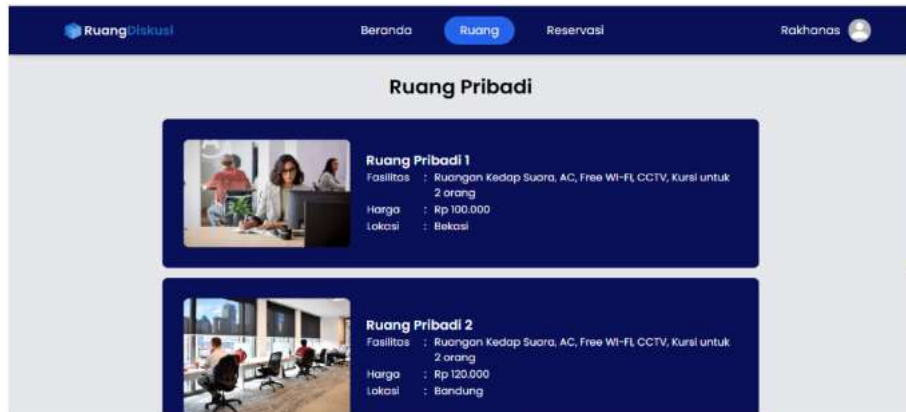 RuangDiskusi
Beranda
Ruang
Reservasi
Rakhanas
Ruang Pribadi
Ruang Pribadi 1
Fasilitas : Ruangan Kedap Suara, AC, Free WI-FI, CCTV, Kursi untuk
2 orang
Harga : Rp 100.000
Lokasi : Bekasi
Ruang Pribadi 2
Fasilitas : Ruangan Kedap Suara, AC, Free WI-FI, CCTV, Kursi untuk
2 orang
Harga : Rp 120.000
Lokasi : Bandung